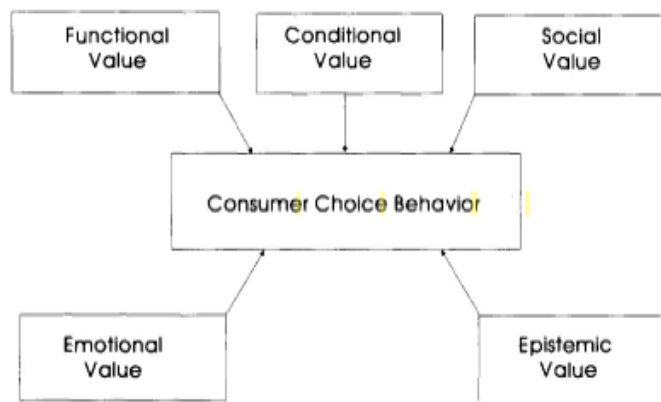 Functional
Value
Conditional
Value
Social
Value
Consumer Choice Behavior
Emotional
Value
Epistemic
Value